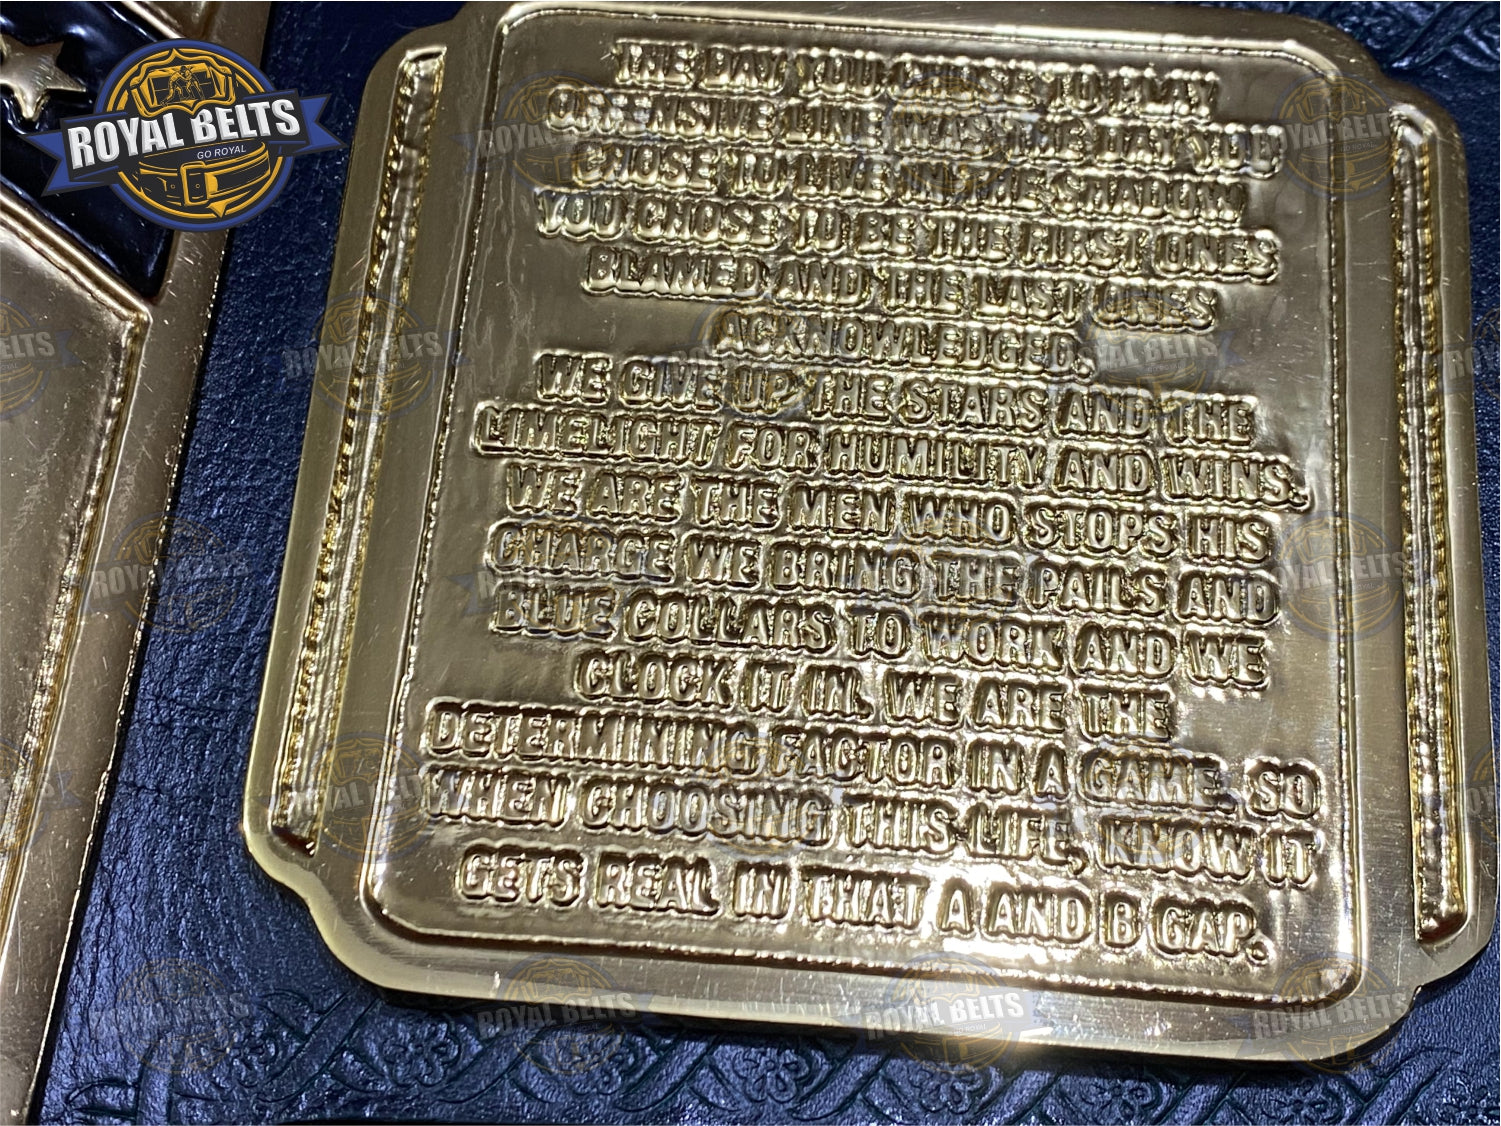 ROYAL BELTS
GO ROYAL
THE DAY YOU CHOSE TO PLAY
OFFENSIVE LINE WAS THE DAY YOU
CHOSE TO LIVE IN THE SHADOW
YOU CHOSE TO BE THE FIRST ONES
BLAMED AND THE LAST ONES
ACKNOWLEDGED.
WE GIVE UP THE STARS AND THE
LIMELIGHT FOR HUMILITY AND WINS.
WE ARE THE MEN WHO STOPS HIS
CHARGE WE BRING THE PAILS AND
BLUE COLLARS TO WORK AND WE
CLOCK IT IN. WE ARE THE
DETERMINING FACTOR IN A GAME. SO
WHEN CHOOSING THIS LIFE, KNOW IT
GETS REAL IN THAT A AND B GAP.